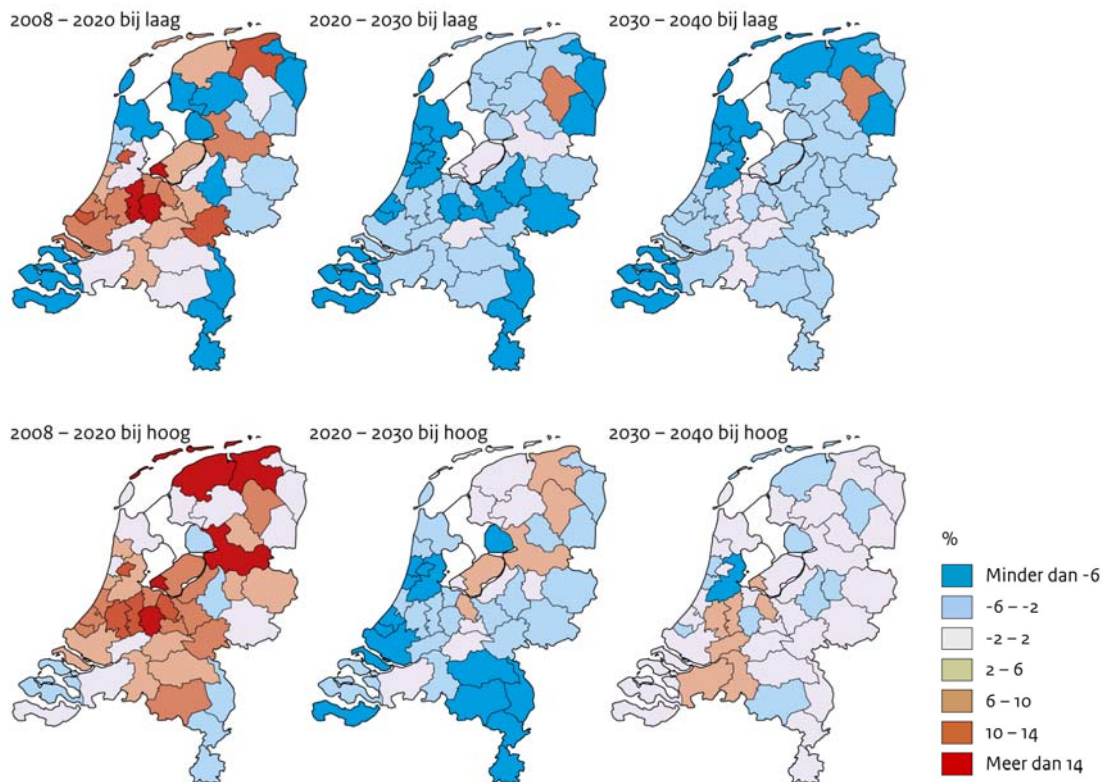 2008 – 2020 bij laag
2020 – 2030 bij laag
2030 – 2040 bij laag
2008 – 2020 bij hoog
2020 – 2030 bij hoog
2030 – 2040 bij hoog
%
Minder dan -6
-6 – -2
-2 – 2
2 – 6
6 – 10
10 – 14
Meer dan 14